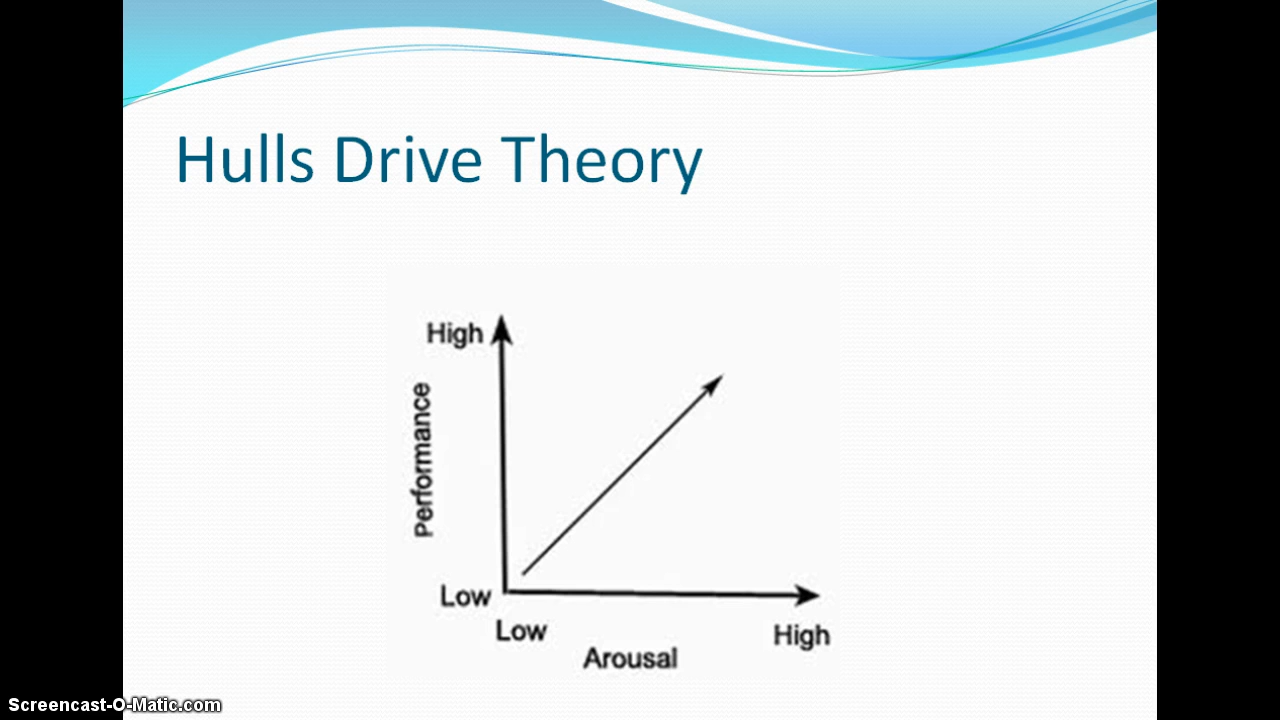 Hulls Drive Theory
High
Performance
Low
Low
High
Arousal
Screencast-O-Matic.com